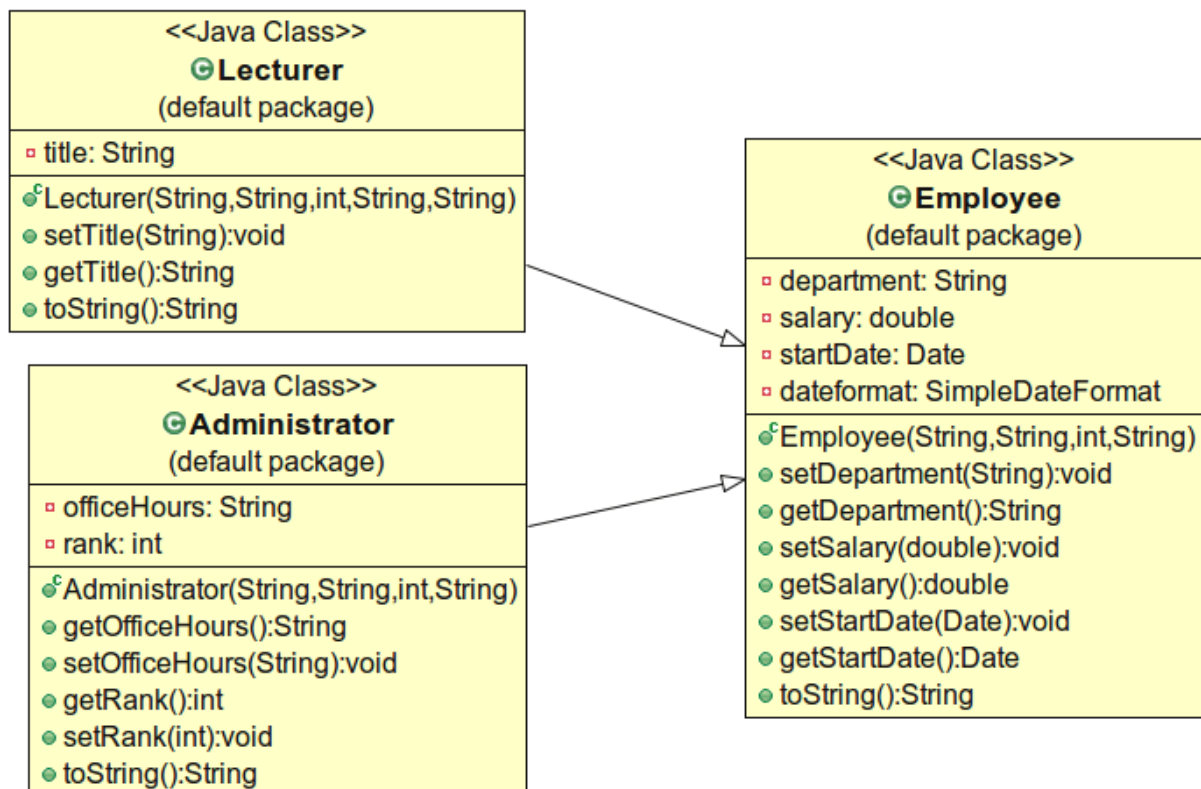 <<Java Class>>
Lecturer
(default package)
title: String
Lecturer(String,String,int,String,String)
setTitle(String):void
getTitle():String
toString():String
<<Java Class>>
Administrator
(default package)
officeHours: String
rank: int
Administrator(String,String,int,String)
getOfficeHours():String
setOfficeHours(String):void
getRank():int
setRank(int):void
toString():String
<<Java Class>>
Employee
(default package)
department: String
salary: double
startDate: Date
dateformat: SimpleDateFormat
Employee(String,String,int,String)
setDepartment(String):void
getDepartment():String
setSalary(double):void
getSalary():double
setStartDate(Date):void
getStartDate():Date
toString():String